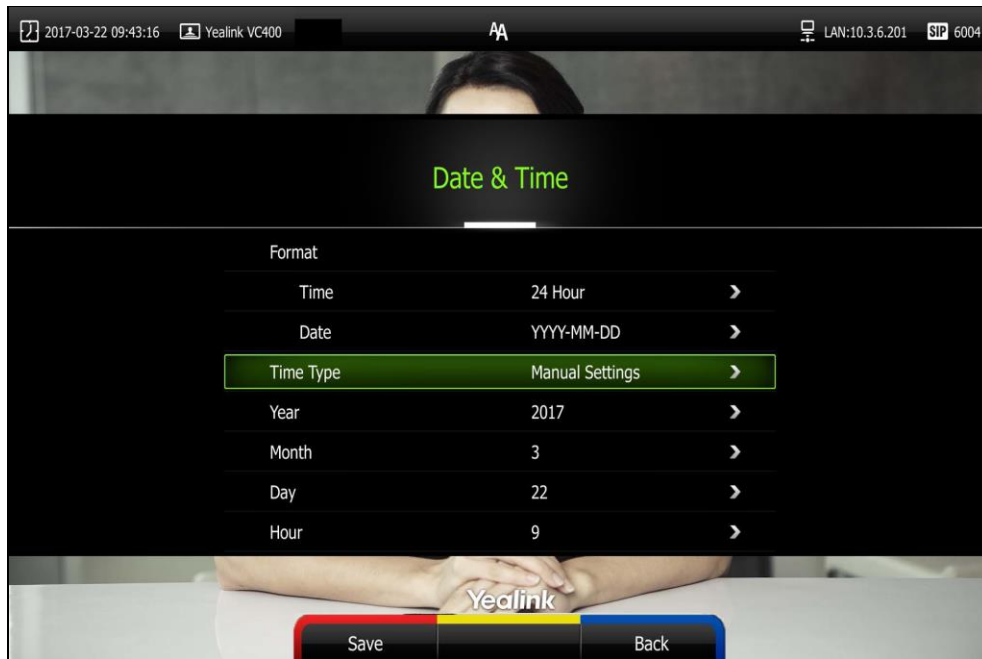 2017-03-22 09:43:16 Yealink VC400 AA LAN:10.3.6.201 SIP 6004
Date & Time
Format
Time 24 Hour
Date YYYY-MM-DD
Time Type Manual Settings
Year 2017
Month 3
Day 22
Hour 9
Yealink
Save Back